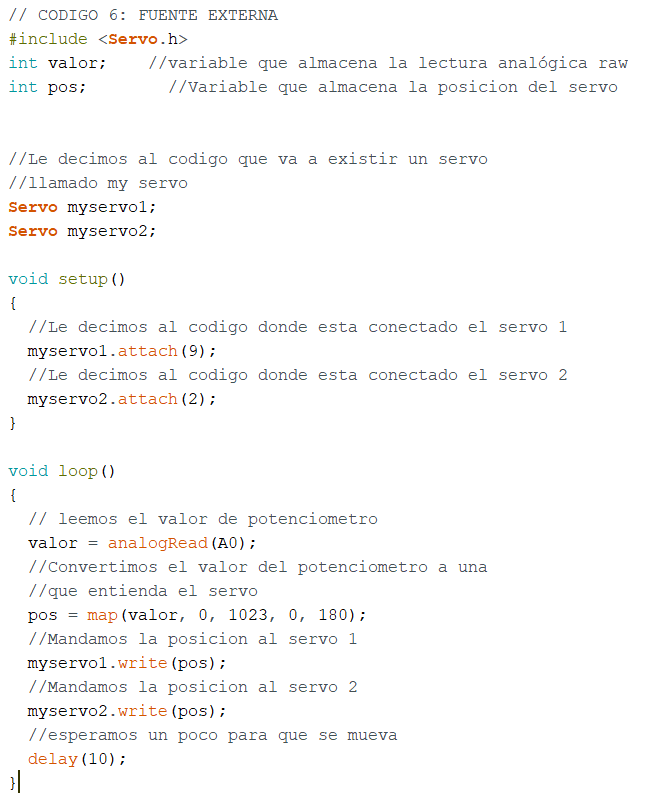 // CODIGO 6: FUENTE EXTERNA
#include <Servo.h>
int valor;    //variable que almacena la lectura analógica raw
int pos;      //Variable que almacena la posicion del servo
//Le decimos al codigo que va a existir un servo
//llamado my servo
Servo myservo1;
Servo myservo2;
void setup()
{
  //Le decimos al codigo donde esta conectado el servo 1
  myservo1.attach(9);
  //Le decimos al codigo donde esta conectado el servo 2
  myservo2.attach(2);
}
void loop()
{
  // leemos el valor de potenciometro
  valor = analogRead(A0);
  //Convertimos el valor del potenciometro a una
  //que entienda el servo
  pos = map(valor, 0, 1023, 0, 180);
  //Mandamos la posicion al servo 1
  myservo1.write(pos);
  //Mandamos la posicion al servo 2
  myservo2.write(pos);
  //esperamos un poco para que se mueva
  delay(10);
}